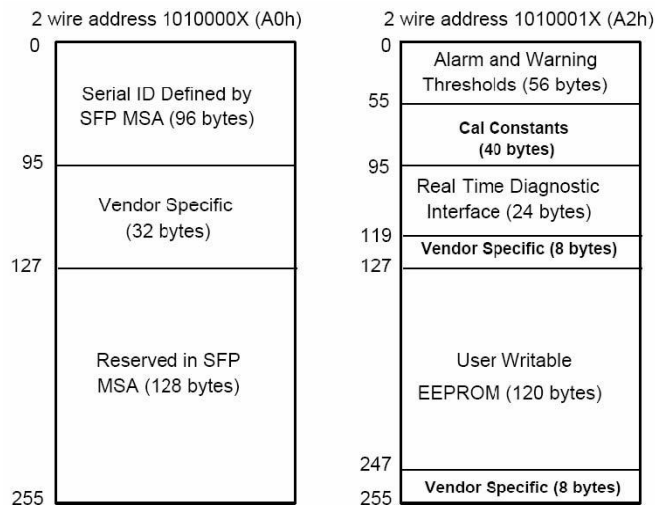 2 wire address 1010000X (A0h)
0
Serial ID Defined by
SFP MSA (96 bytes)
95
Vendor Specific
(32 bytes)
127
Reserved in SFP
MSA (128 bytes)
255
2 wire address 1010001X (A2h)
0
Alarm and Warning
Thresholds (56 bytes)
55
Cal Constants
(40 bytes)
95
Real Time Diagnostic
Interface (24 bytes)
119
Vendor Specific (8 bytes)
127
User Writable
EEPROM (120 bytes)
247
Vendor Specific (8 bytes)
255